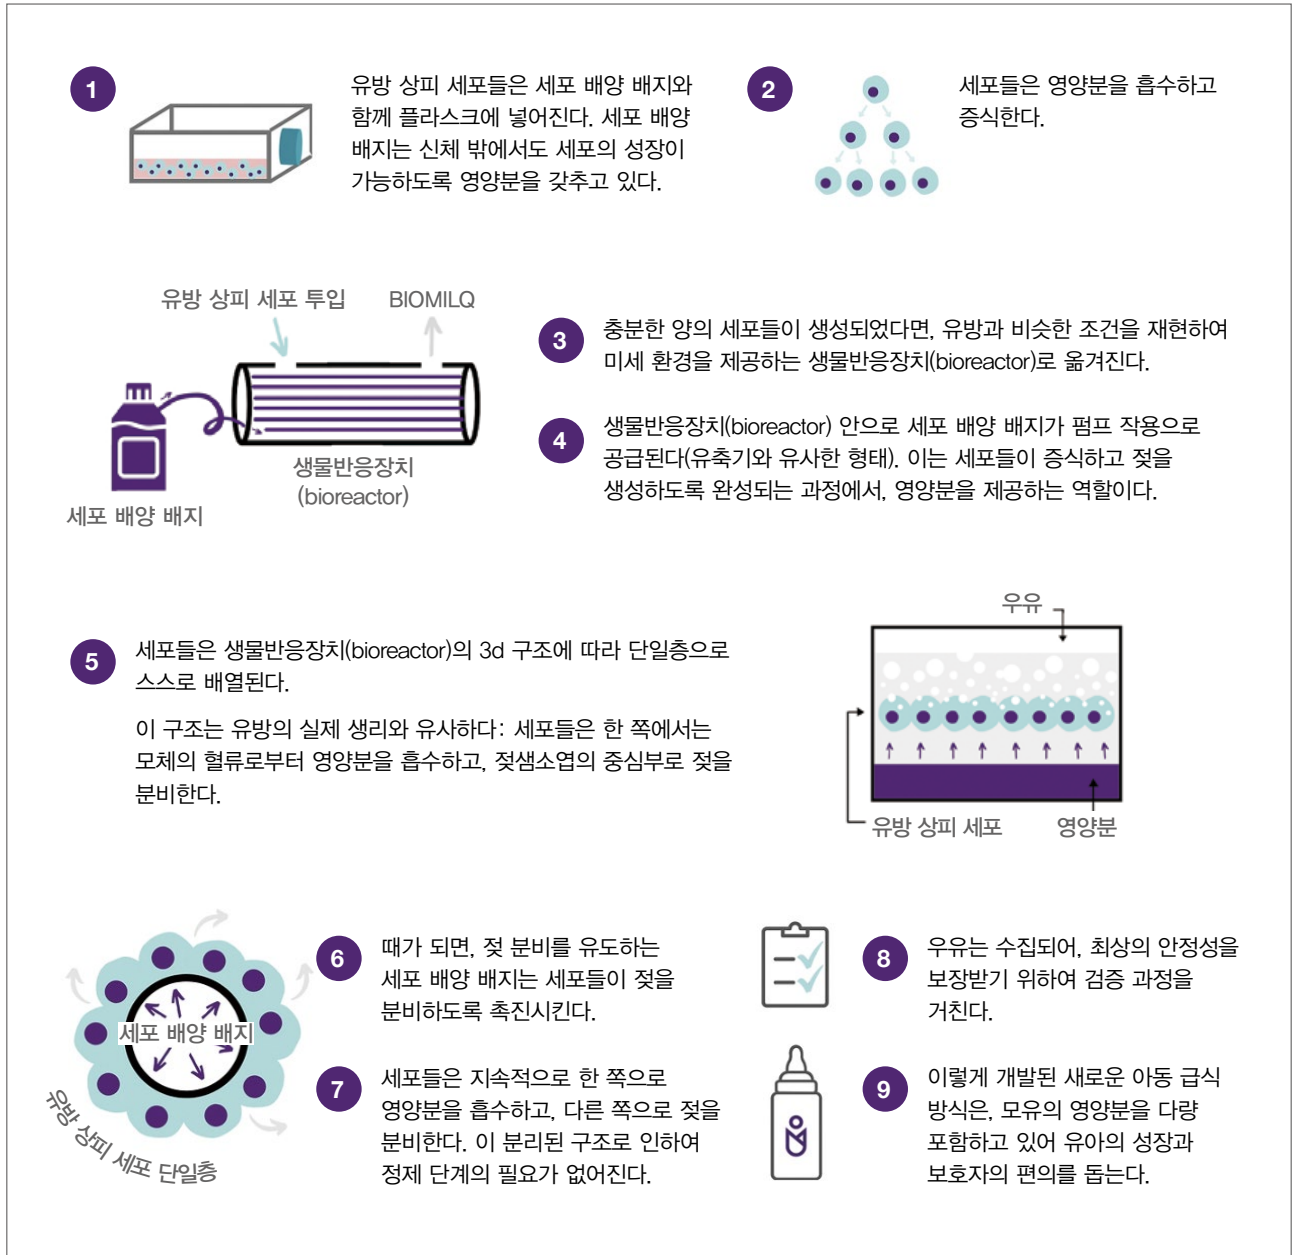 1
유방 상피 세포들은 세포 배양 배지와
함께 플라스크에 넣어진다. 세포 배양
배지는 신체 밖에서도 세포의 성장이
가능하도록 영양분을 갖추고 있다.
2
세포들은 영양분을 흡수하고
증식한다.
유방 상피 세포 투입
BIOMILQ
생물반응장치
(bioreactor)
세포 배양 배지
3
충분한 양의 세포들이 생성되었다면, 유방과 비슷한 조건을 재현하여
미세 환경을 제공하는 생물반응장치(bioreactor)로 옮겨진다.
4
생물반응장치(bioreactor) 안으로 세포 배양 배지가 펌프 작용으로
공급된다(유축기와 유사한 형태). 이는 세포들이 증식하고 젖을
생성하도록 완성되는 과정에서, 영양분을 제공하는 역할이다.
5
세포들은 생물반응장치(bioreactor)의 3d 구조에 따라 단일층으로
스스로 배열된다.
이 구조는 유방의 실제 생리와 유사하다: 세포들은 한 쪽에서는
모체의 혈류로부터 영양분을 흡수하고, 젖샘소엽의 중심부로 젖을
분비한다.
우유
유방 상피 세포
영양분
세포 배양 배지
유방 상피 세포 단일층
6
때가 되면, 젖 분비를 유도하는
세포 배양 배지는 세포들이 젖을
분비하도록 촉진시킨다.
7
세포들은 지속적으로 한 쪽으로
영양분을 흡수하고, 다른 쪽으로 젖을
분비한다. 이 분리된 구조로 인하여
정제 단계의 필요가 없어진다.
8
우유는 수집되어, 최상의 안정성을
보장받기 위하여 검증 과정을
거친다.
9
이렇게 개발된 새로운 아동 급식
방식은, 모유의 영양분을 다량
포함하고 있어 유아의 성장과
보호자의 편의를 돕는다.